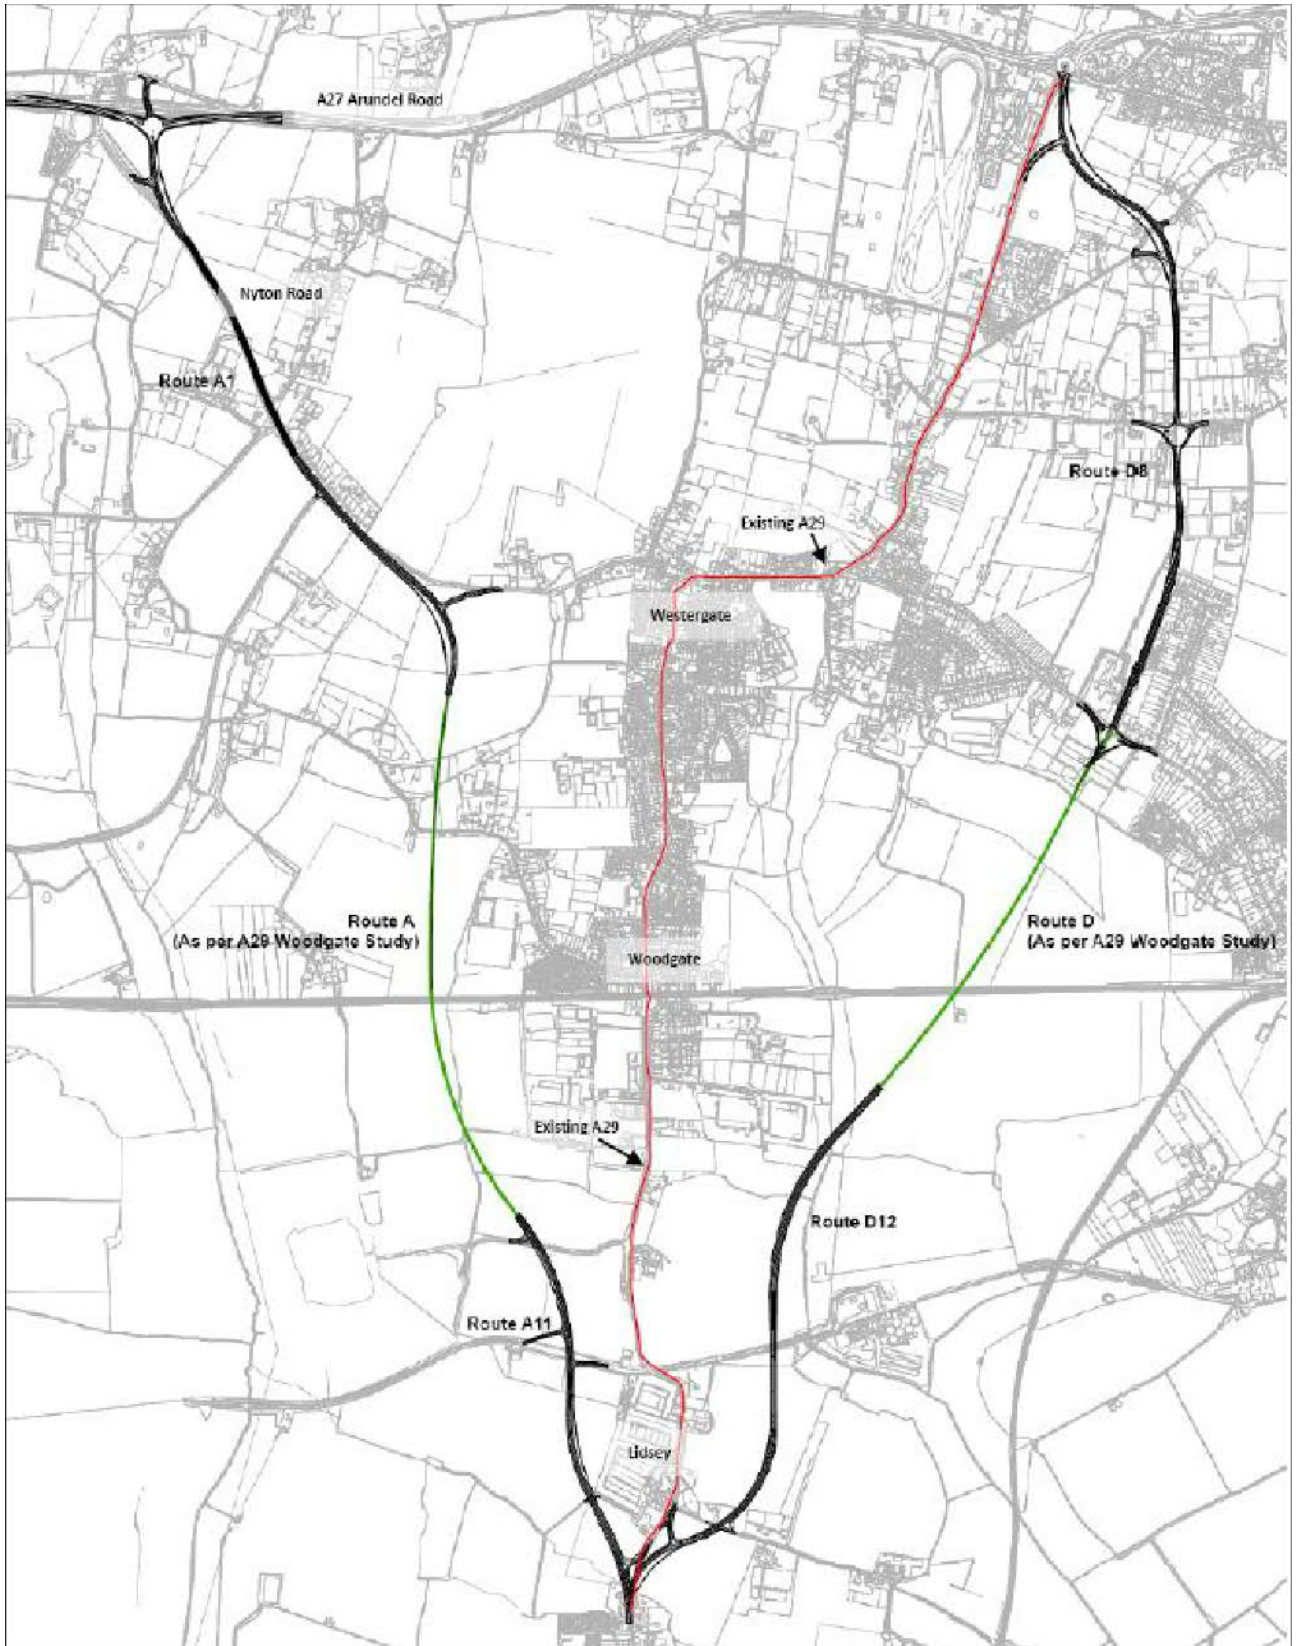 A27 Arundel Road
Nyton Road
Route A1
Route D8
Existing A29
Westergate
Route A
(As per A29 Woodgate Study)
Route D
(As per A29 Woodgate Study)
Woodgate
Existing A29
Route D12
Route A11
Lidsey